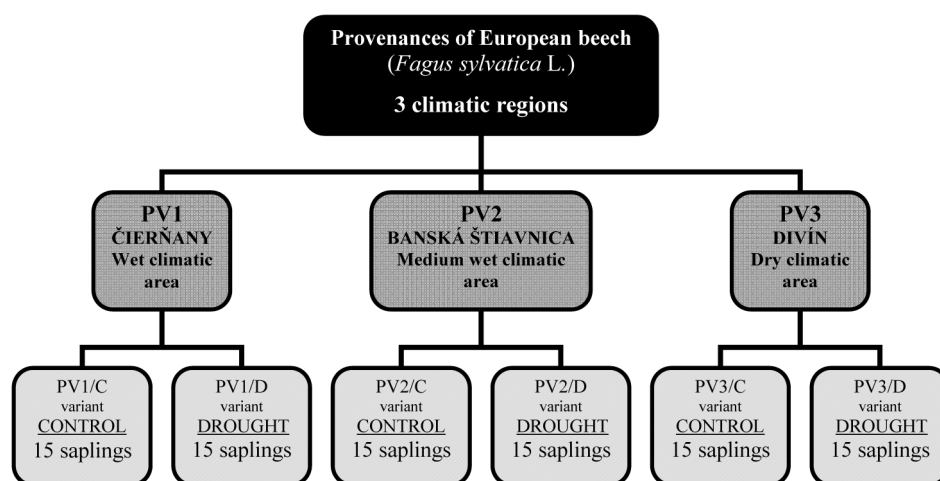 Provenances of European beech
(Fagus sylvatica L.)
3 climatic regions
PV1
ČIERŇANY
Wet climatic
area
PV2
BANSKÁ ŠTIAVNICA
Medium wet climatic
area
PV3
DIVÍN
Dry climatic
area
PV1/C
variant
CONTROL
15 saplings
PV1/D
variant
DROUGHT
15 saplings
PV2/C
variant
CONTROL
15 saplings
PV2/D
variant
DROUGHT
15 saplings
PV3/C
variant
CONTROL
15 saplings
PV3/D
variant
DROUGHT
15 saplings